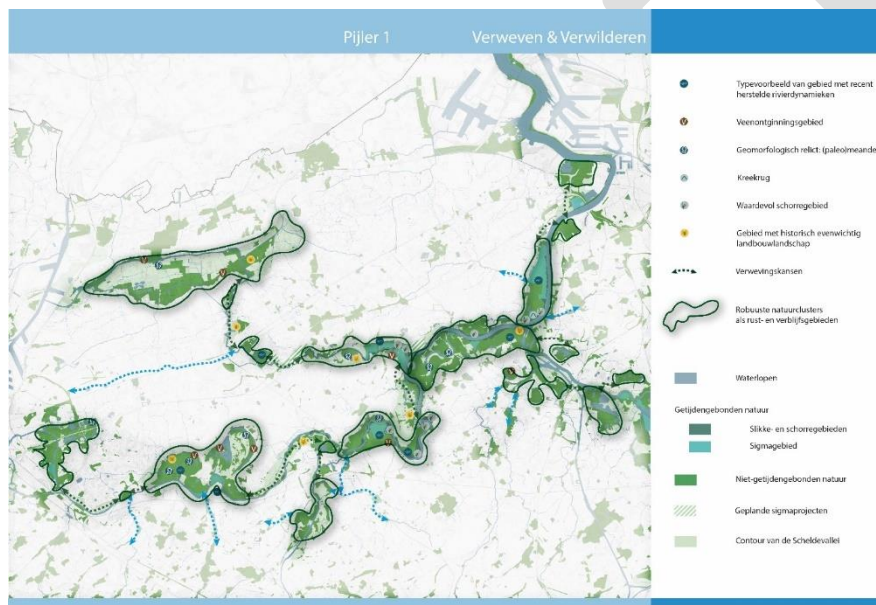 Pijler 1
Verweven & Verwilderen
Typevoorbeeld van gebied met recent
herstelde rivierdynamieken
Veenontginningsgebied
Geomorfologisch relict: (paleo)meande
Kreekrug
Waardevol schorregebied
Gebied met historisch evenwichtig
landbouwlandschap
Verwevingskansen
Robuuste natuurclusters
als rust- en verblijfsgebieden
Waterlopen
Getijdengebonden natuur
Slikke- en schorregebieden
Sigmagebied
Niet-getijdengebonden natuur
Geplande sigmaprojecten
Contour van de Scheldevallei